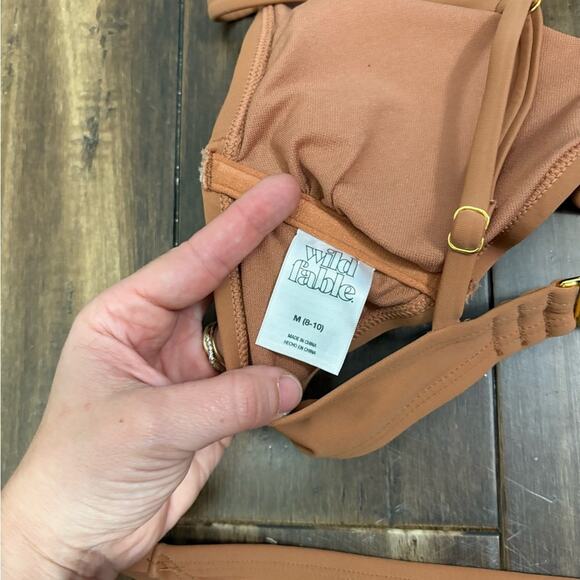 wild
fable.
M (8-10)
MADE IN CHINA
HECHO EN CHINA